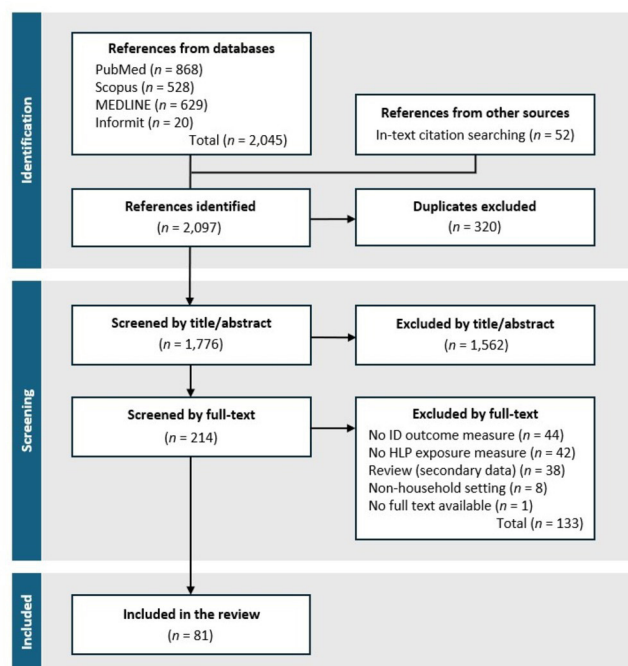 Identification
References from databases
PubMed (n = 868)
Scopus (n = 528)
MEDLINE (n = 629)
Informit (n = 20)
Total (n = 2,045)
References from other sources
In-text citation searching (n = 52)
References identified
(n = 2,097)
Duplicates excluded
(n = 320)
Screening
Screened by title/abstract
(n = 1,776)
Excluded by title/abstract
(n = 1,562)
Screened by full-text
(n = 214)
Excluded by full-text
No ID outcome measure (n = 44)
No HLP exposure measure (n = 42)
Review (secondary data) (n = 38)
Non-household setting (n = 8)
No full text available (n = 1)
Total (n = 133)
Included
Included in the review
(n = 81)